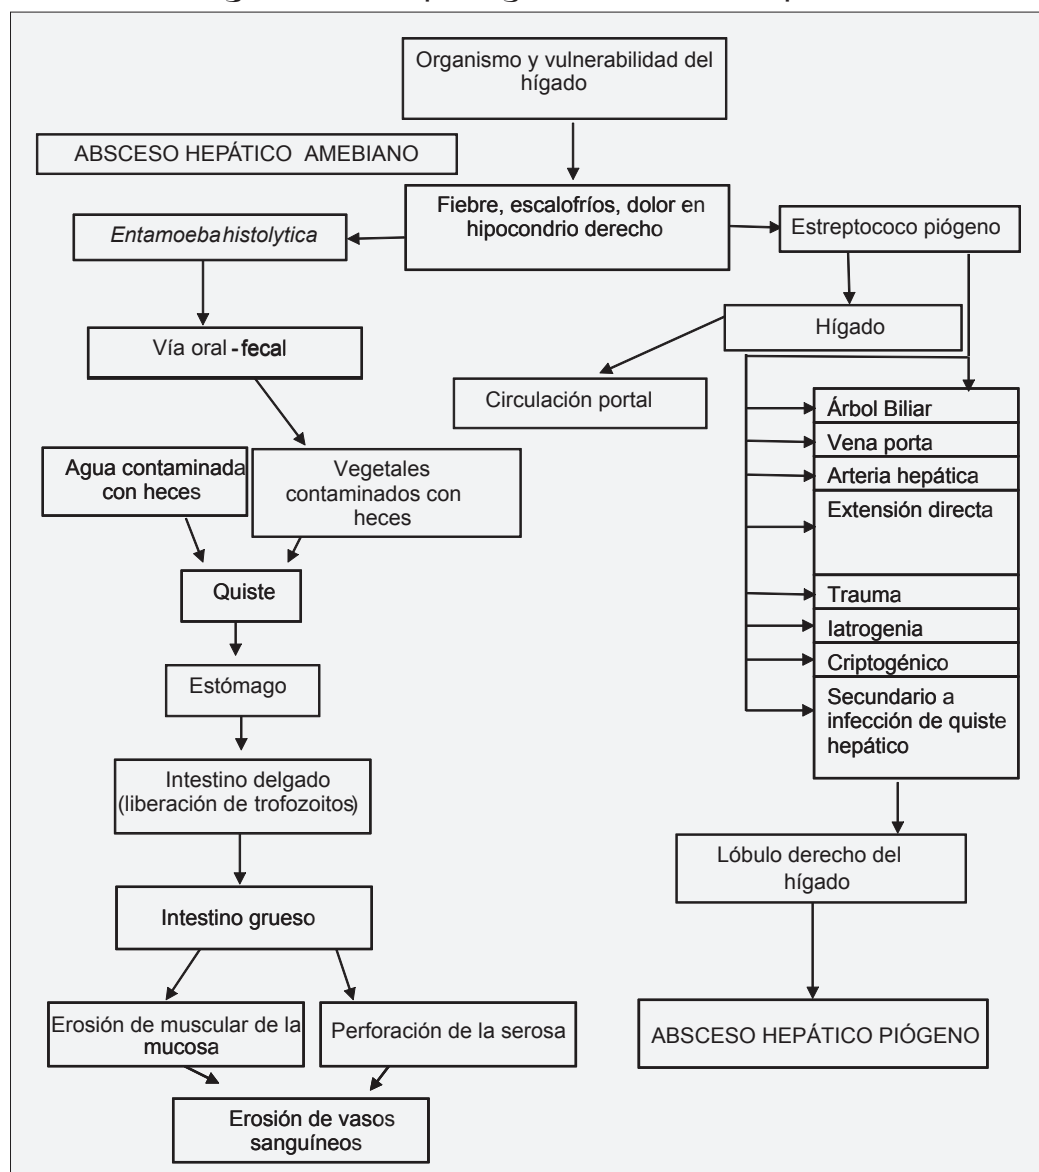 Organismo y vulnerabilidad del
hígado
ABSCESO HEPÁTICO AMEBIANO
Fiebre, escalofríos, dolor en
hipocondrio derecho
Entamoeba histolytica
Estreptococo piógeno
Vía oral - fecal
Hígado
Circulación portal
Árbol Biliar
Vena porta
Arteria hepática
Extensión directa
Trauma
Iatrogenia
Criptogénico
Secundario a
infección de quiste
hepático
Agua contaminada
con heces
Vegetales
contaminados con
heces
Quiste
Estómago
Intestino delgado
(liberación de trofozoitos)
Intestino grueso
Lóbulo derecho del
hígado
Erosión de muscular de la
mucosa
Perforación de la serosa
ABSCESO HEPÁTICO PIÓGENO
Erosión de vasos
sanguíneos